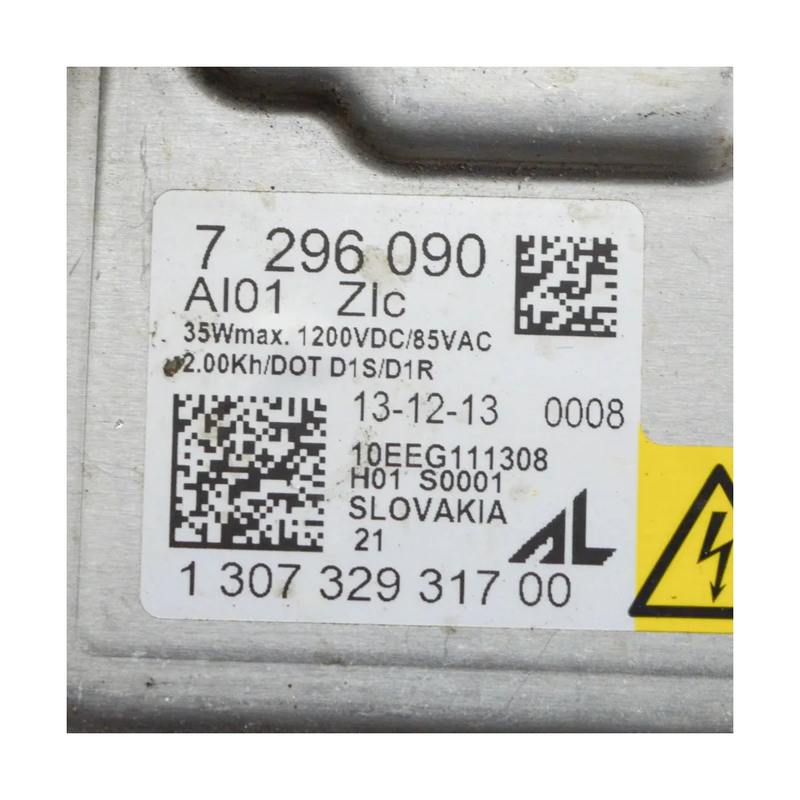 7 296 090
AI01 ZIc
35Wmax. 1200VDC/85VAC
2.00Kh/DOT D1S/D1R
13-12-13 0008
10EEG111308
H01 S0001
SLOVAKIA
21
AL
1 307 329 317 00